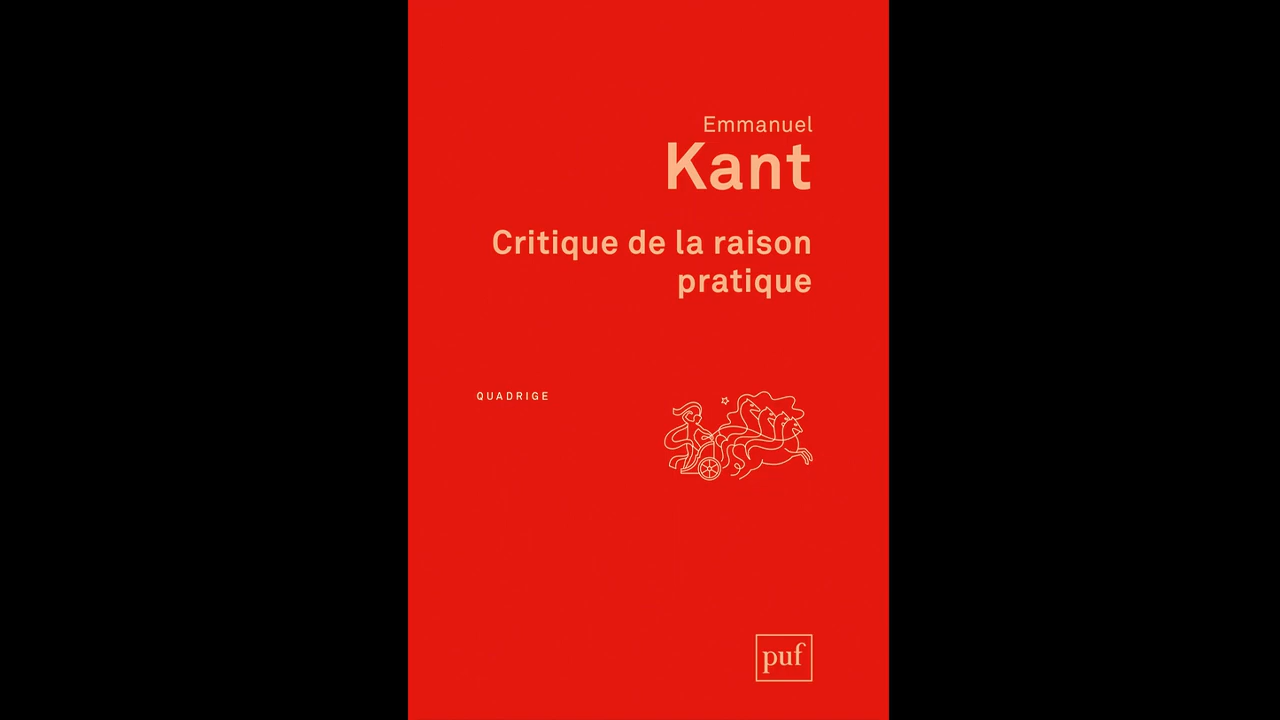 Emmanuel
Kant
Critique de la raison
pratique
QUADRIGE
puf